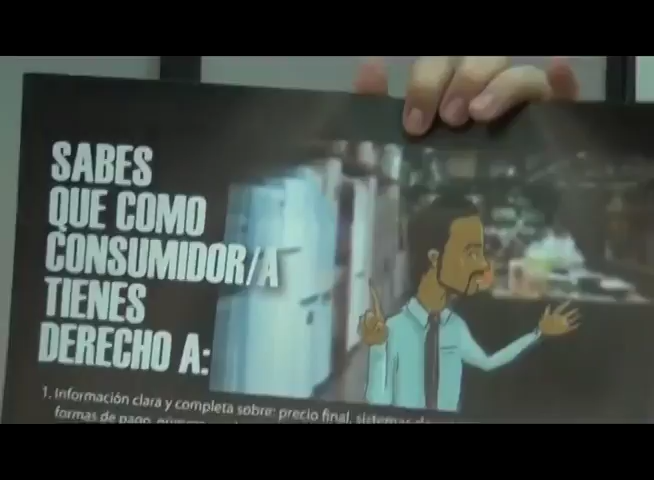 SABES
QUE COMO
CONSUMIDOR/A
TIENES
DERECHO A:
1. Información clara y completa sobre: precio final, sistemas de
formas de pago,